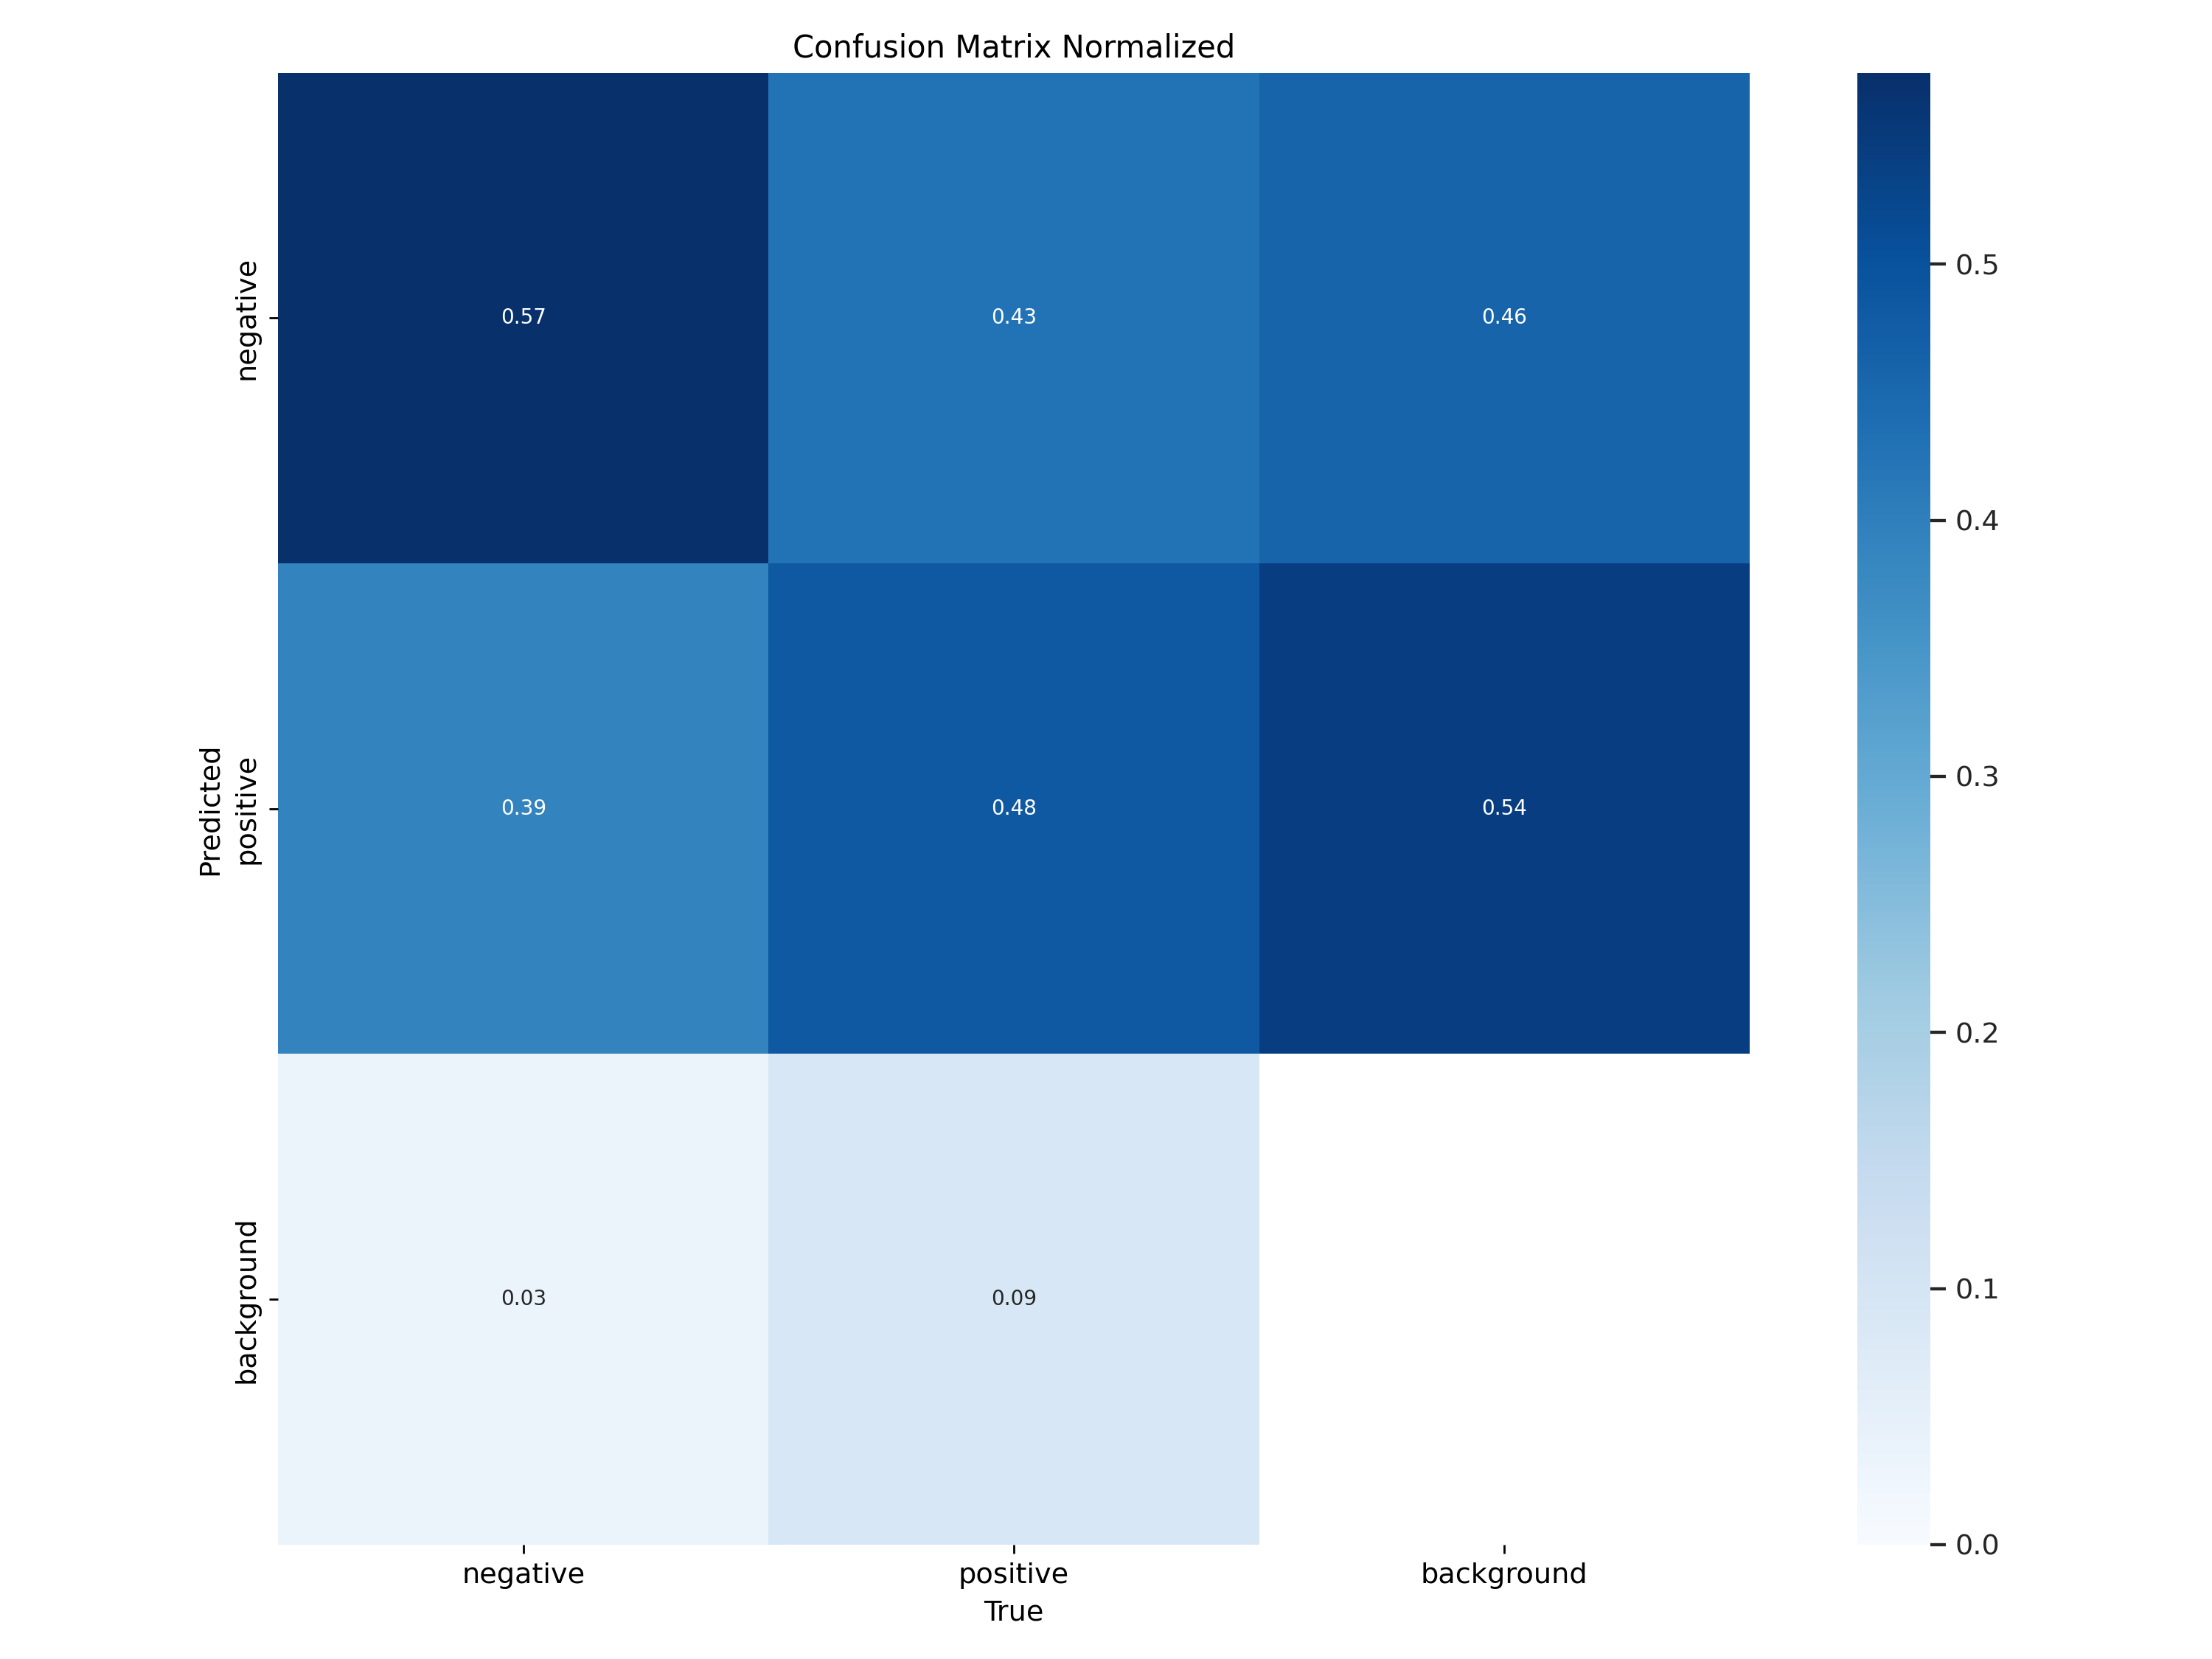 Confusion Matrix Normalized
negative
0.57
0.43
0.46
0.5
0.4
Predicted
positive
0.39
0.48
0.54
0.3
0.2
background
0.03
0.09
0.1
0.0
negative
positive
background
True